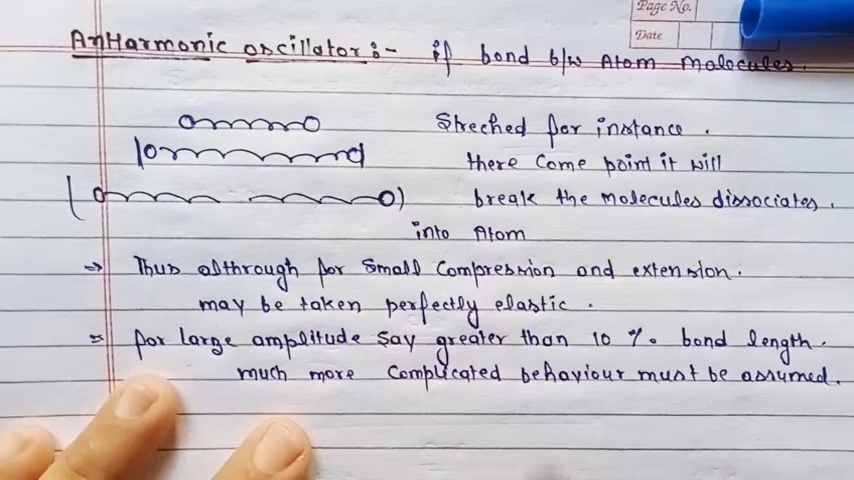 Page No.
Date
AnHarmonic oscillator :- if bond b/w Atom molecules.
Streched for instance.
there come point it will
break the molecules dissociates.
into Atom
⇒ Thus olthrough for small compression and extension.
may be taken perfectly elastic.
⇒ for large amplitude say greater than 10 % bond length.
much more complicated behaviour must be assumed.